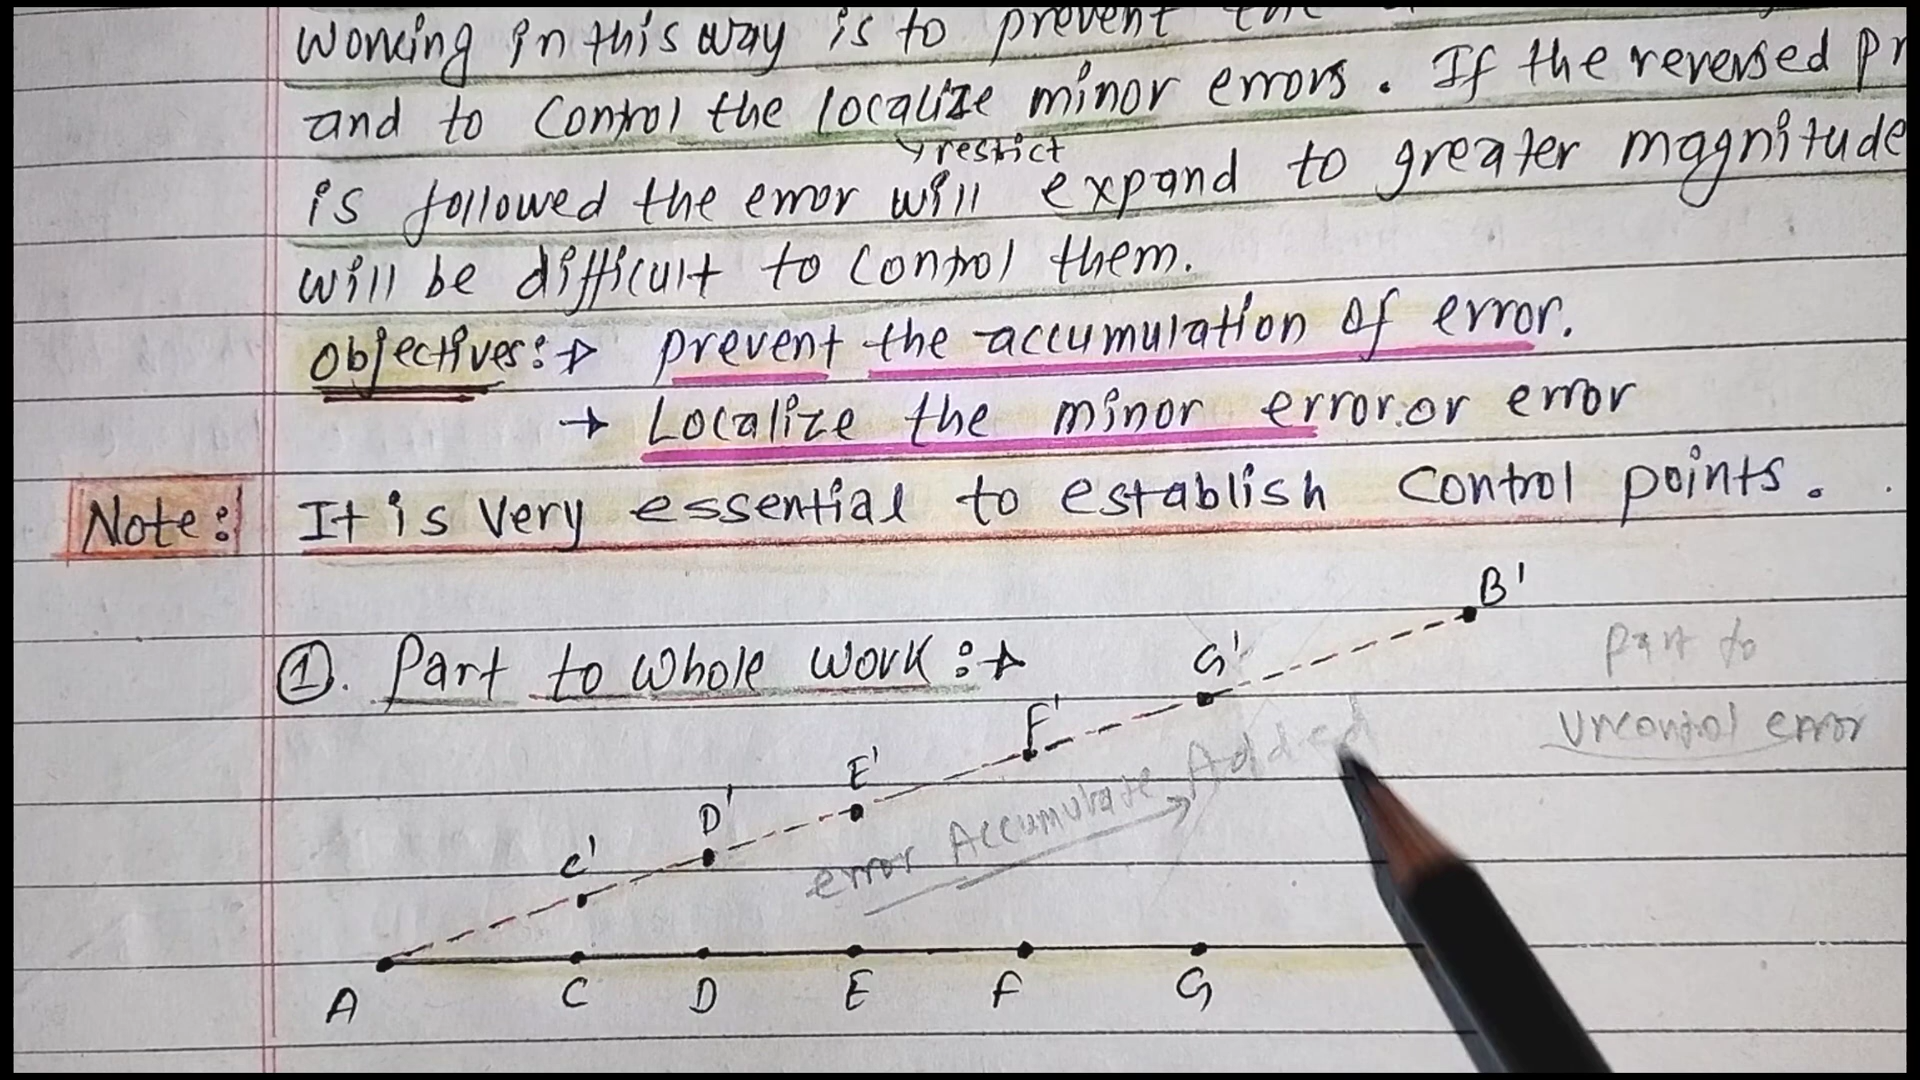 Working in this way is to prevent the
and to control the localize minor errors. If the reversed pr
→ restict
is followed the error will expand to greater magnitude
will be difficult to control them.
Objectives:→ prevent the accumulation of error.
→ Localize the minor error.or error
Note: It is very essential to establish control points.
B'
① . Part to whole work :→
G'
part to
F'
uncontrol error
E'
D'
error Accumulate Added
C'
A C D E F G